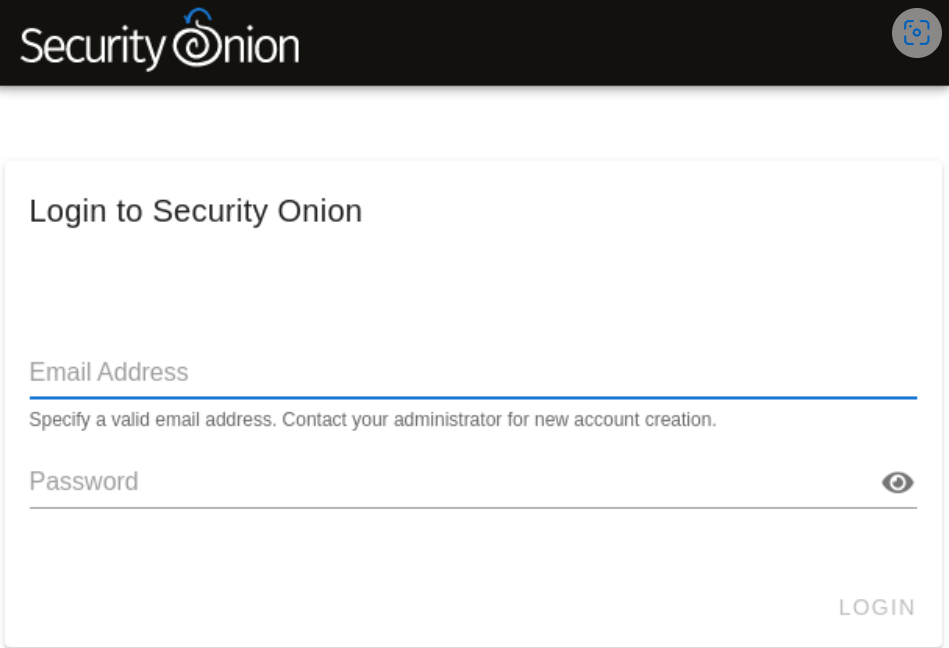 Security Onion
Login to Security Onion
Email Address
Specify a valid email address. Contact your administrator for new account creation.
Password
LOGIN